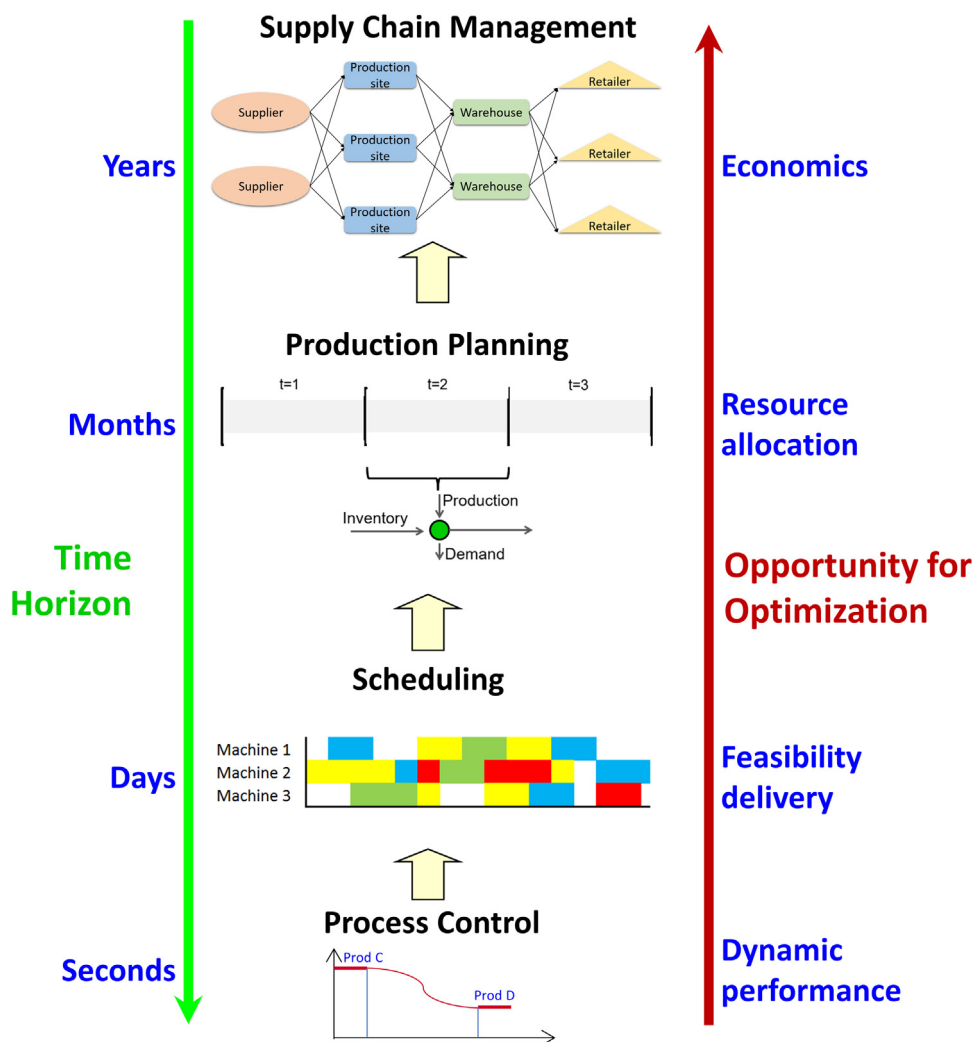 Supply Chain Management
Production
site
Retailer
Supplier
Warehouse
Production
site
Retailer
Years
Economics
Supplier
Warehouse
Production
site
Retailer
Production Planning
t=1
t=2
t=3
Months
Resource
allocation
Production
Inventory
Demand
Time
Horizon
Opportunity for
Optimization
Scheduling
Machine 1
Machine 2
Machine 3
Days
Feasibility
delivery
Process Control
Prod C
Prod D
Seconds
Dynamic
performance